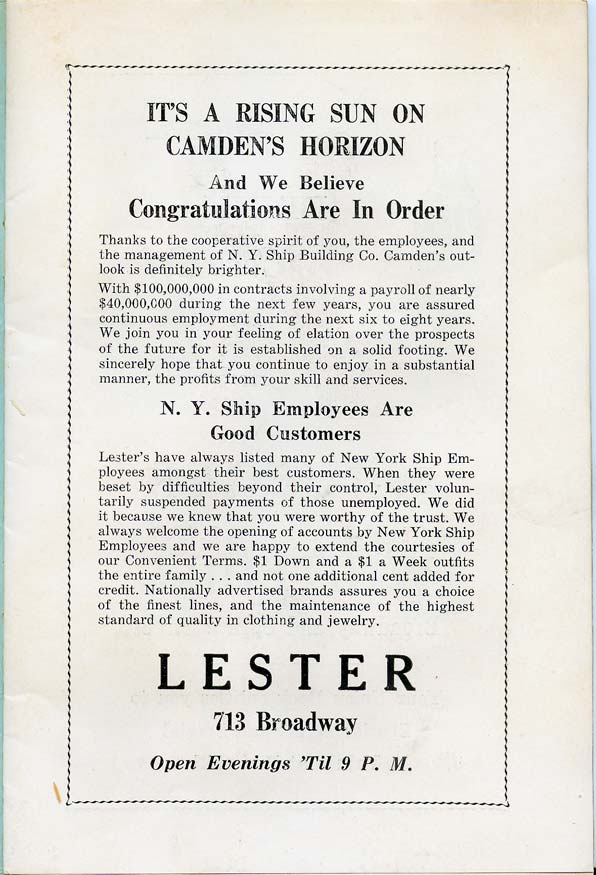 IT'S A RISING SUN ON
CAMDEN'S HORIZON
And We Believe
Congratulations Are In Order
Thanks to the cooperative spirit of you, the employees, and
the management of N. Y. Ship Building Co. Camden's out-
look is definitely brighter.
With $100,000,000 in contracts involving a payroll of nearly
$40,000,000 during the next few years, you are assured
continuous employment during the next six to eight years.
We join you in your feeling of elation over the prospects
of the future for it is established on a solid footing. We
sincerely hope that you continue to enjoy in a substantial
manner, the profits from your skill and services.
N. Y. Ship Employees Are
Good Customers
Lester's have always listed many of New York Ship Em-
ployees amongst their best customers. When they were
beset by difficulties beyond their control, Lester volun-
tarily suspended payments of those unemployed. We did
it because we knew that you were worthy of the trust. We
always welcome the opening of accounts by New York Ship
Employees and we are happy to extend the courtesies of
our Convenient Terms. $1 Down and a $1 a Week outfits
the entire family . . . and not one additional cent added for
credit. Nationally advertised brands assures you a choice
of the finest lines, and the maintenance of the highest
standard of quality in clothing and jewelry.
LESTER
713 Broadway
Open Evenings 'Til 9 P. M.